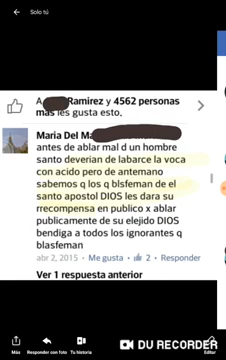 Solo tú
A Ramirez y 4562 personas
más les gusta esto.
Maria Del Ma
antes de ablar mal d un hombre
santo deverian de labarce la voca
con acido pero de antemano
sabemos q los q blsfeman de el
santo apostol DIOS les dara su
rrecompensa en publico x ablar
publicamente de su elejido DIOS
bendiga a todos los ignorantes q
blasfeman
abr 2, 2015 • Me gusta • 2 • Responder
Ver 1 respuesta anterior
DU RECORDER
Más Responder con foto Tu historia Editar